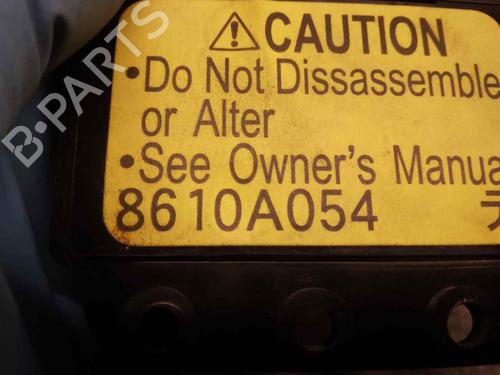 ⚠CAUTION
•Do Not Dissassemble
or Alter
•See Owner's Manua
8610A054
B-PARTS